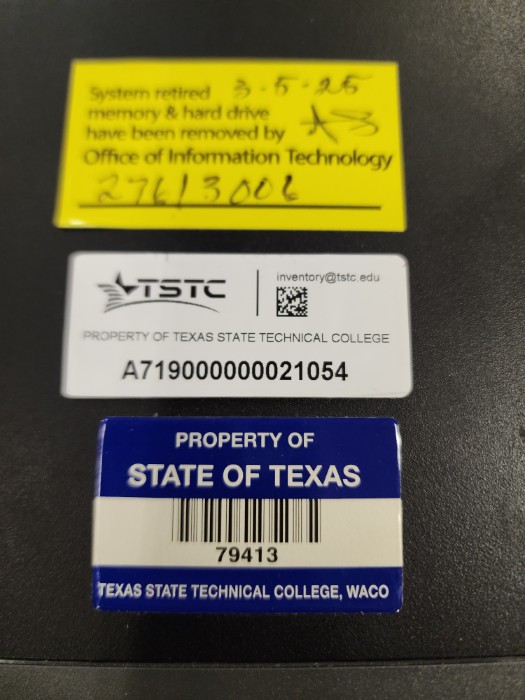 System retired 3-5-25
memory & hard drive
have been removed by
Office of Information Technology
27613006
TSTC
inventory@tstc.edu
PROPERTY OF TEXAS STATE TECHNICAL COLLEGE
A719000000021054
PROPERTY OF
STATE OF TEXAS
79413
TEXAS STATE TECHNICAL COLLEGE, WACO